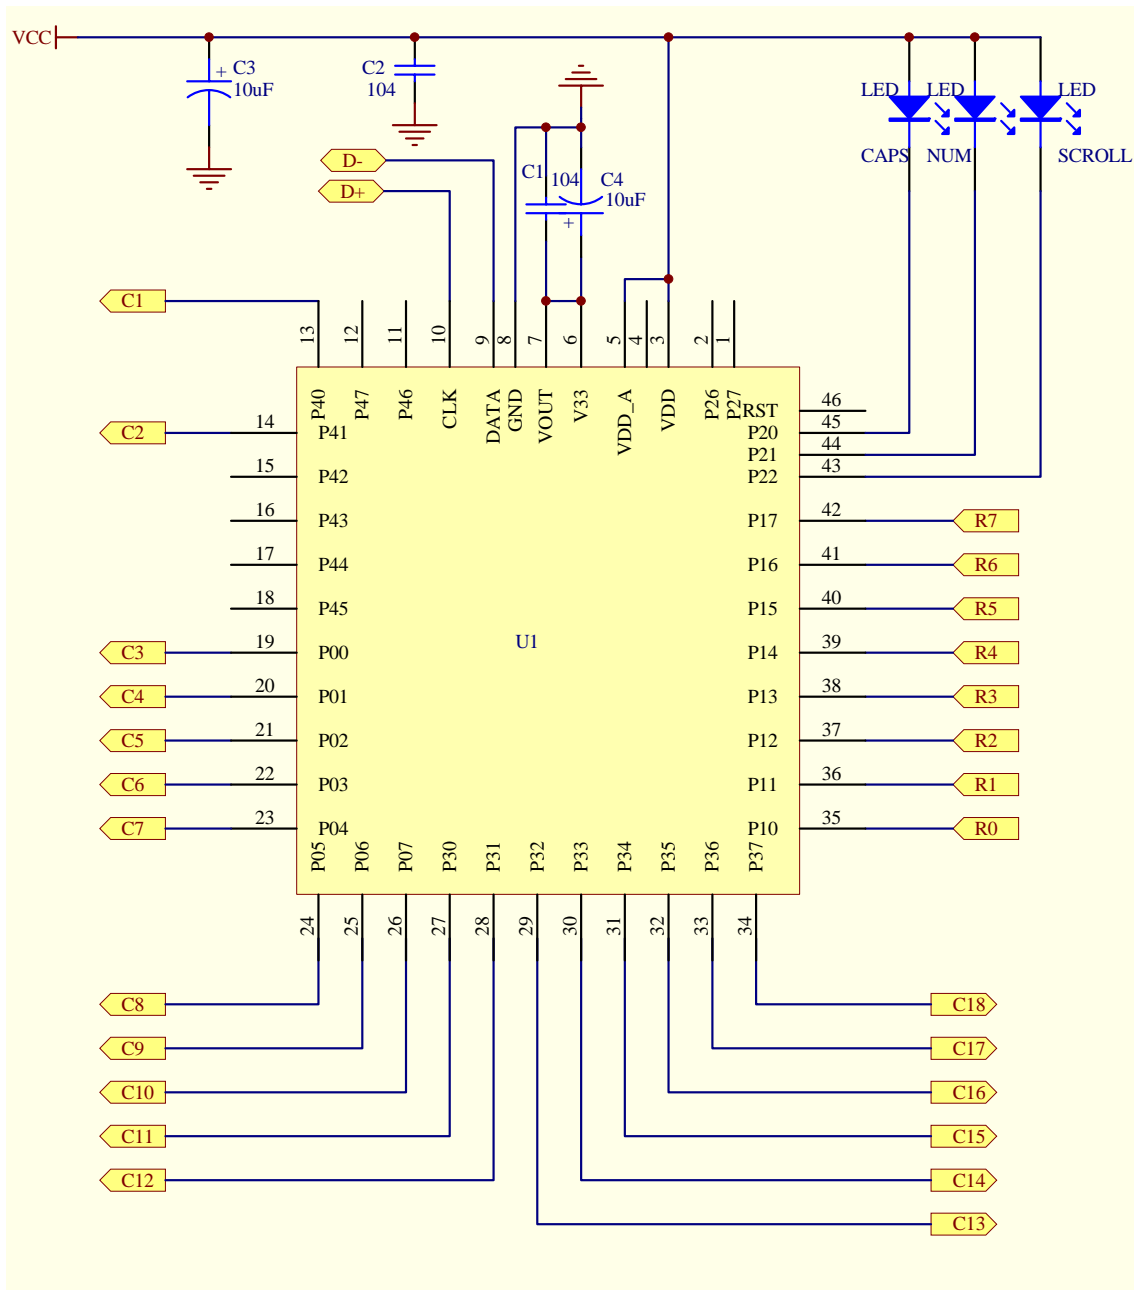 VCC
C3
10uF
+
C2
104
LED
LED
LED
CAPS
NUM
SCROLL
D-
D+
C1
104
C4
10uF
+
C1
13
12
11
10
9
8
7
6
5
4
3
2
1
P40
P47
P46
CLK
DATA
GND
VOUT
V33
VDD_A
VDD
P26
P27
RST
46
C2
14
P41
P20
45
P21
44
15
P42
P22
43
16
P43
P17
42
R7
17
P44
P16
41
R6
18
P45
P15
40
R5
U1
C3
19
P00
P14
39
R4
C4
20
P01
P13
38
R3
C5
21
P02
P12
37
R2
C6
22
P03
P11
36
R1
C7
23
P04
P10
35
R0
P05
P06
P07
P30
P31
P32
P33
P34
P35
P36
P37
24
25
26
27
28
29
30
31
32
33
34
C8
C18
C9
C17
C10
C16
C11
C15
C12
C14
C13